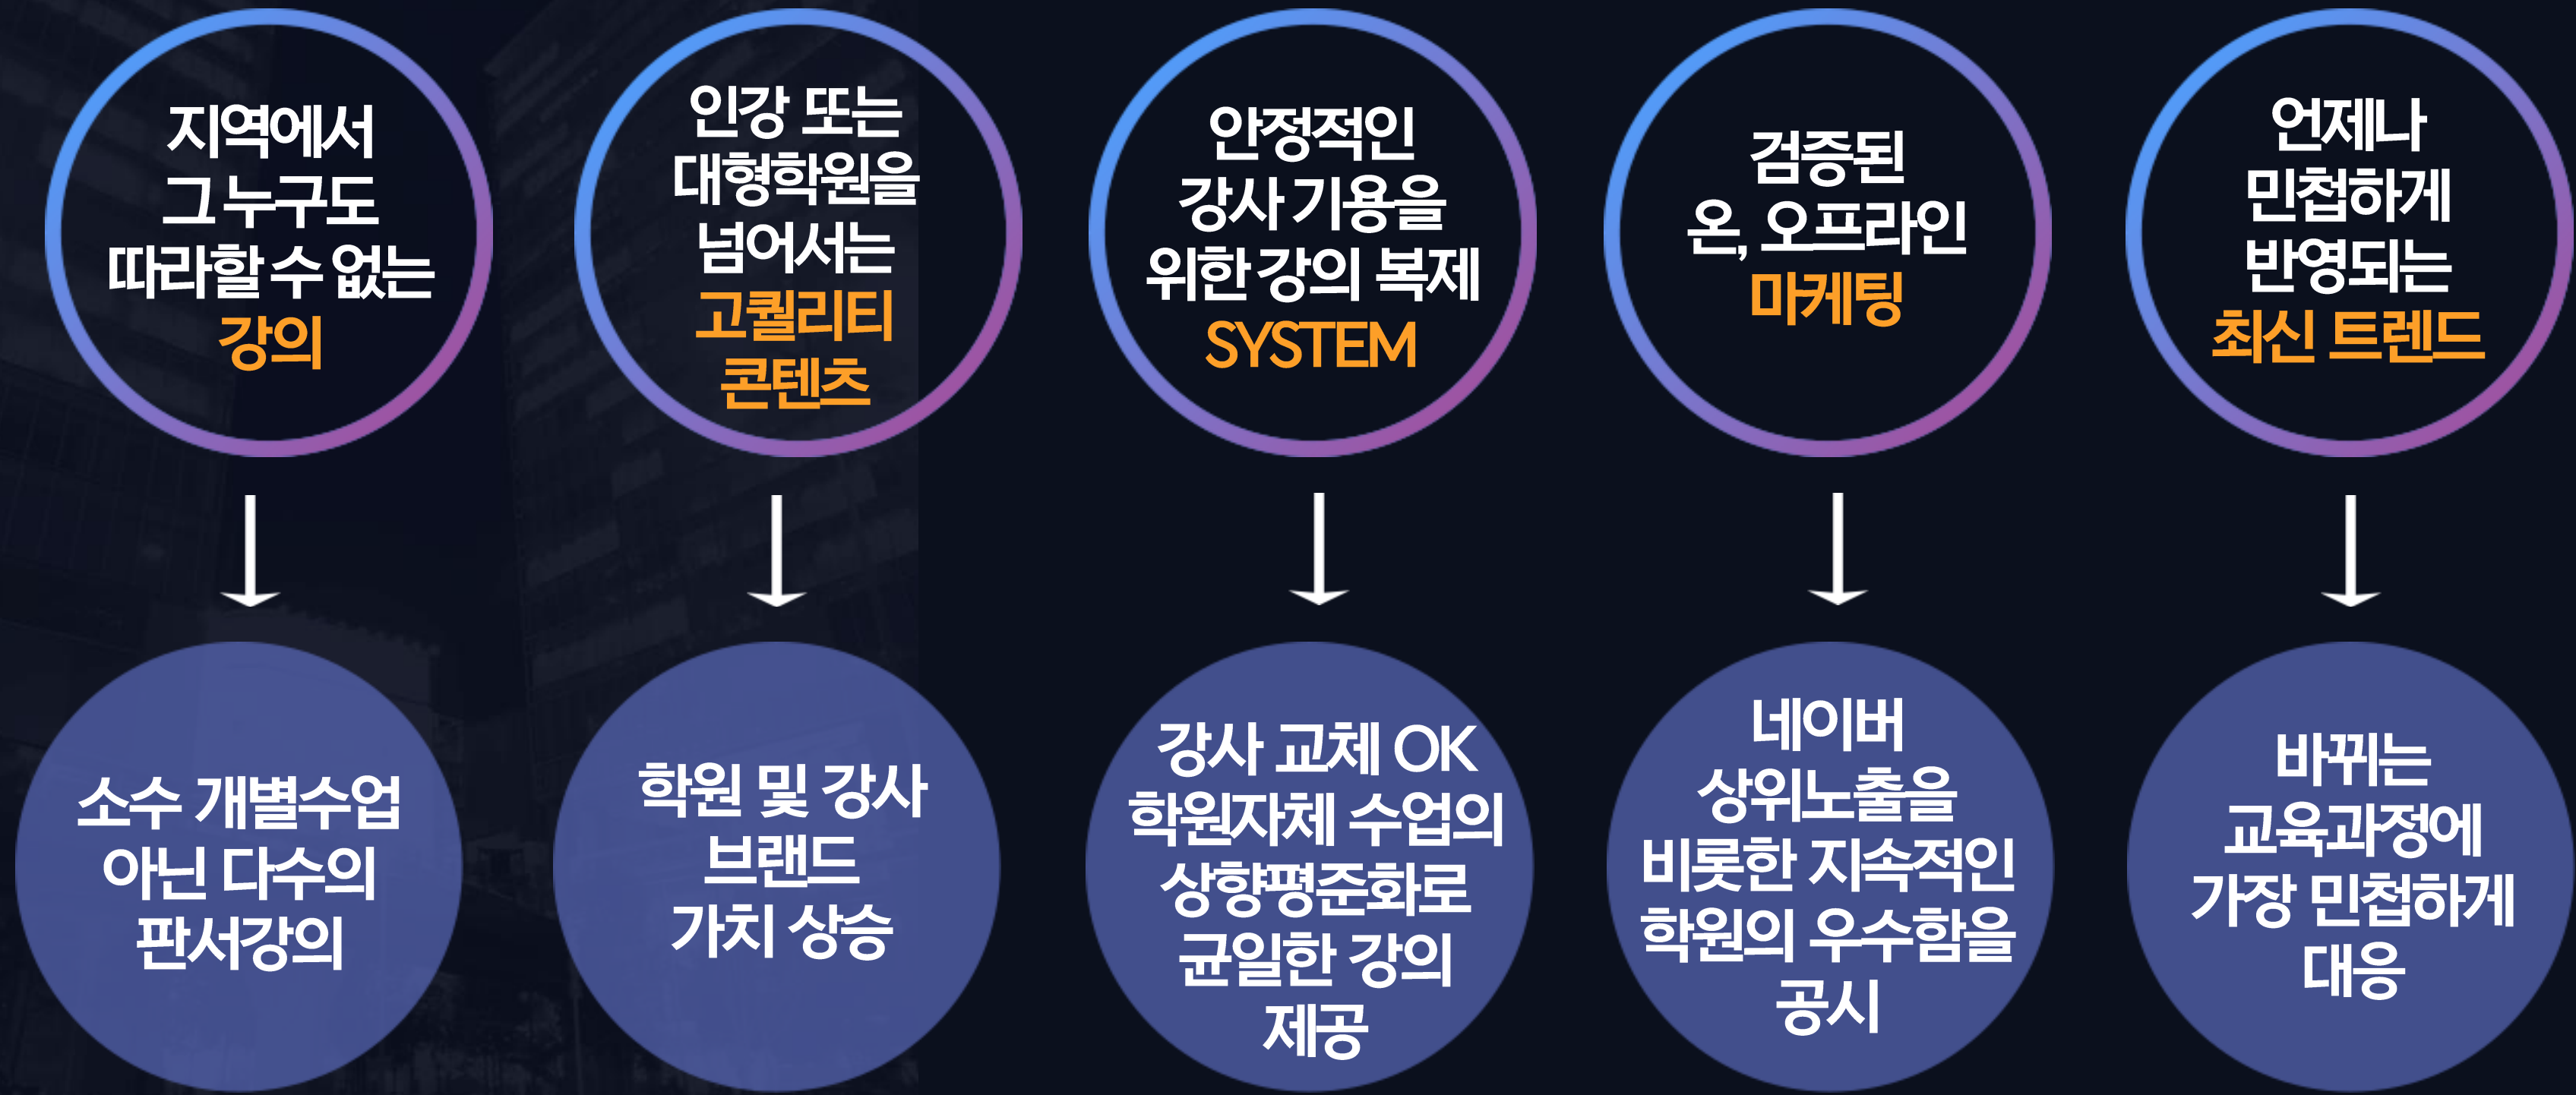 지역에서
그 누구도
따라할 수 없는
강의
인강 또는
대형학원을
넘어서는
고퀄리티
콘텐츠
안정적인
강사 기용을
위한 강의 복제
SYSTEM
검증된
온, 오프라인
마케팅
언제나
민첩하게
반영되는
최신 트렌드
소수 개별수업
아닌 다수의
판서강의
학원 및 강사
브랜드
가치 상승
강사 교체 OK
학원자체 수업의
상향평준화로
균일한 강의
제공
네이버
상위노출을
비롯한 지속적인
학원의 우수함을
공시
바뀌는
교육과정에
가장 민첩하게
대응